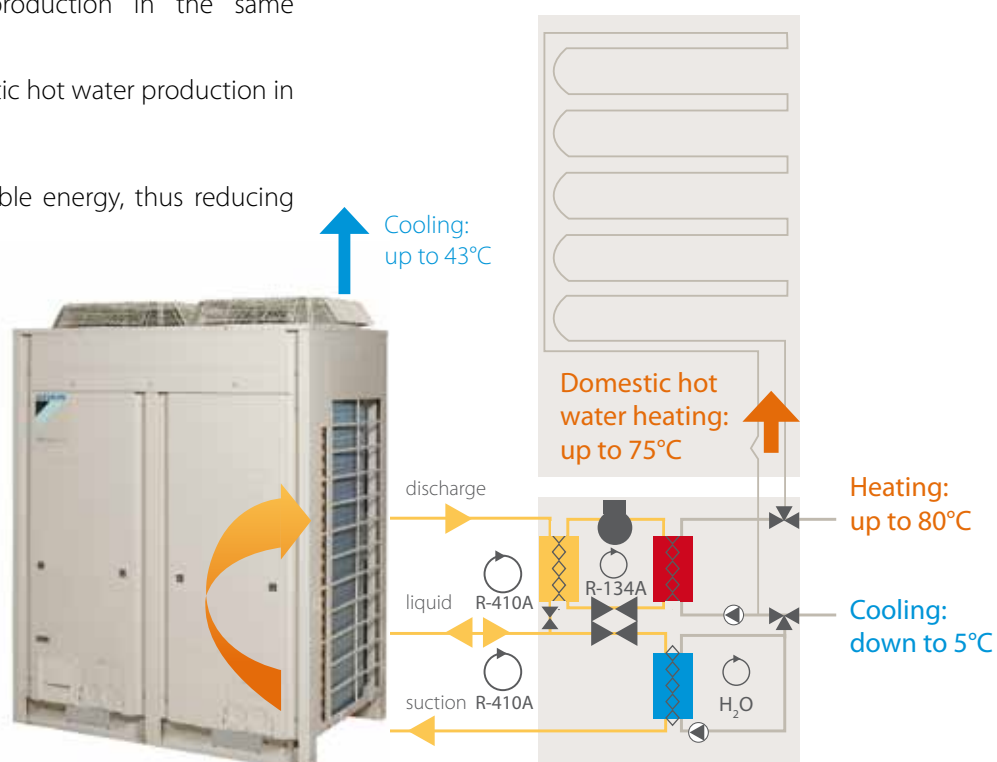 production in the same
tic hot water production in
ble energy, thus reducing
Cooling:
up to 43°C
Domestic hot
water heating:
up to 75°C
discharge
Heating:
up to 80°C
R-134A
R-410A
liquid
Cooling:
down to 5°C
R-410A
suction
H₂O